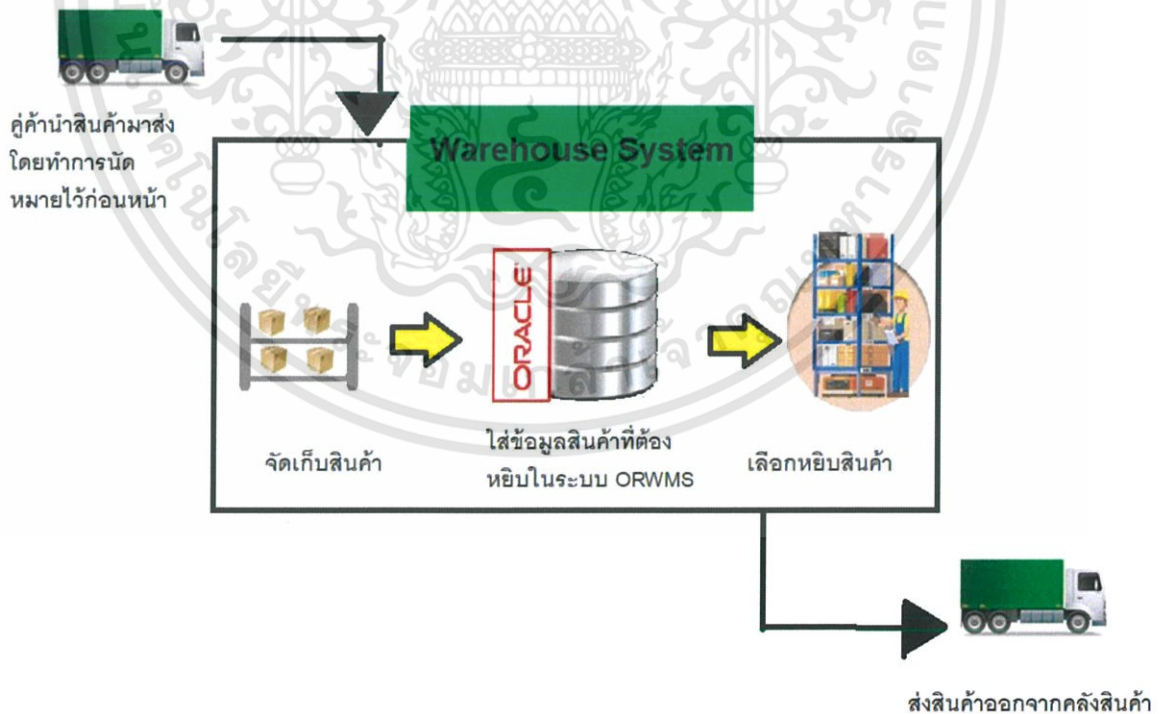 คู่ค้านำสินค้ามาส่ง
โดยทำการนัด
หมายไว้ก่อนหน้า
Warehouse System
ORACLE
จัดเก็บสินค้า
ใส่ข้อมูลสินค้าที่ต้อง
หยิบในระบบ ORWMS
เลือกหยิบสินค้า
ส่งสินค้าออกจากคลังสินค้า